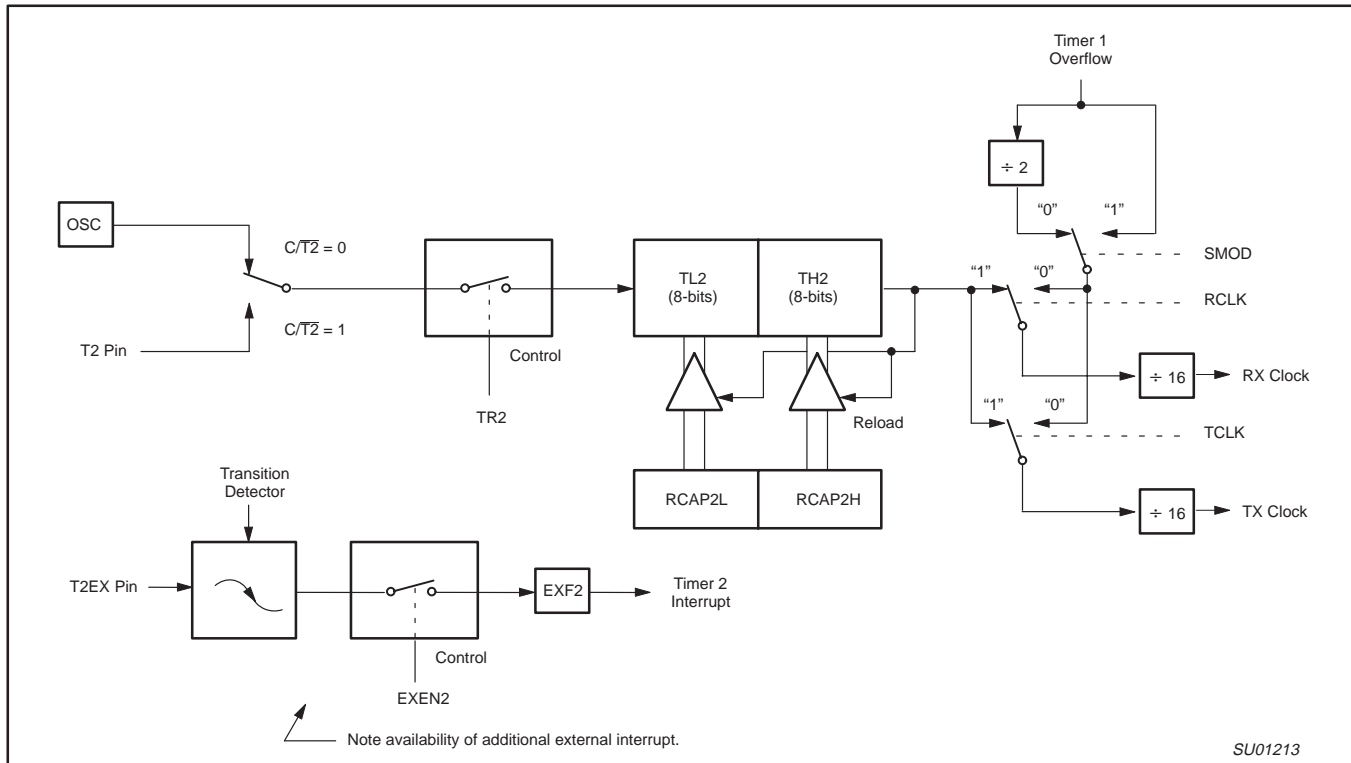 Timer 1
Overflow
÷ 2
“0”
“1”
OSC
C/T2 = 0
TL2
(8-bits)
TH2
(8-bits)
SMOD
“1”
“0”
RCLK
C/T2 = 1
T2 Pin
Control
÷ 16
RX Clock
TR2
Reload
“1”
“0”
TCLK
Transition
Detector
RCAP2L
RCAP2H
÷ 16
TX Clock
T2EX Pin
EXF2
Timer 2
Interrupt
Control
EXEN2
Note availability of additional external interrupt.
SU01213